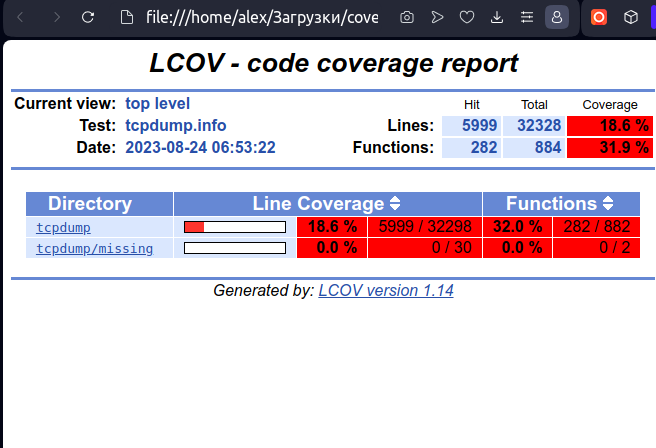 file:///home/alex/Загрузки/cove
LCOV - code coverage report
Current view: top level Hit Total Coverage
Test: tcpdump.info Lines: 5999 32328 18.6 %
Date: 2023-08-24 06:53:22 Functions: 282 884 31.9 %
Directory Line Coverage Functions
tcpdump 18.6 % 5999 / 32298 32.0 % 282 / 882
tcpdump/missing 0.0 % 0 / 30 0.0 % 0 / 2
Generated by: LCOV version 1.14